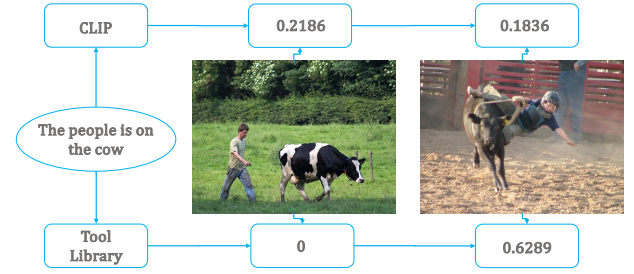 CLIP
0.2186
0.1836
The people is on
the cow
Tool
Library
0
0.6289